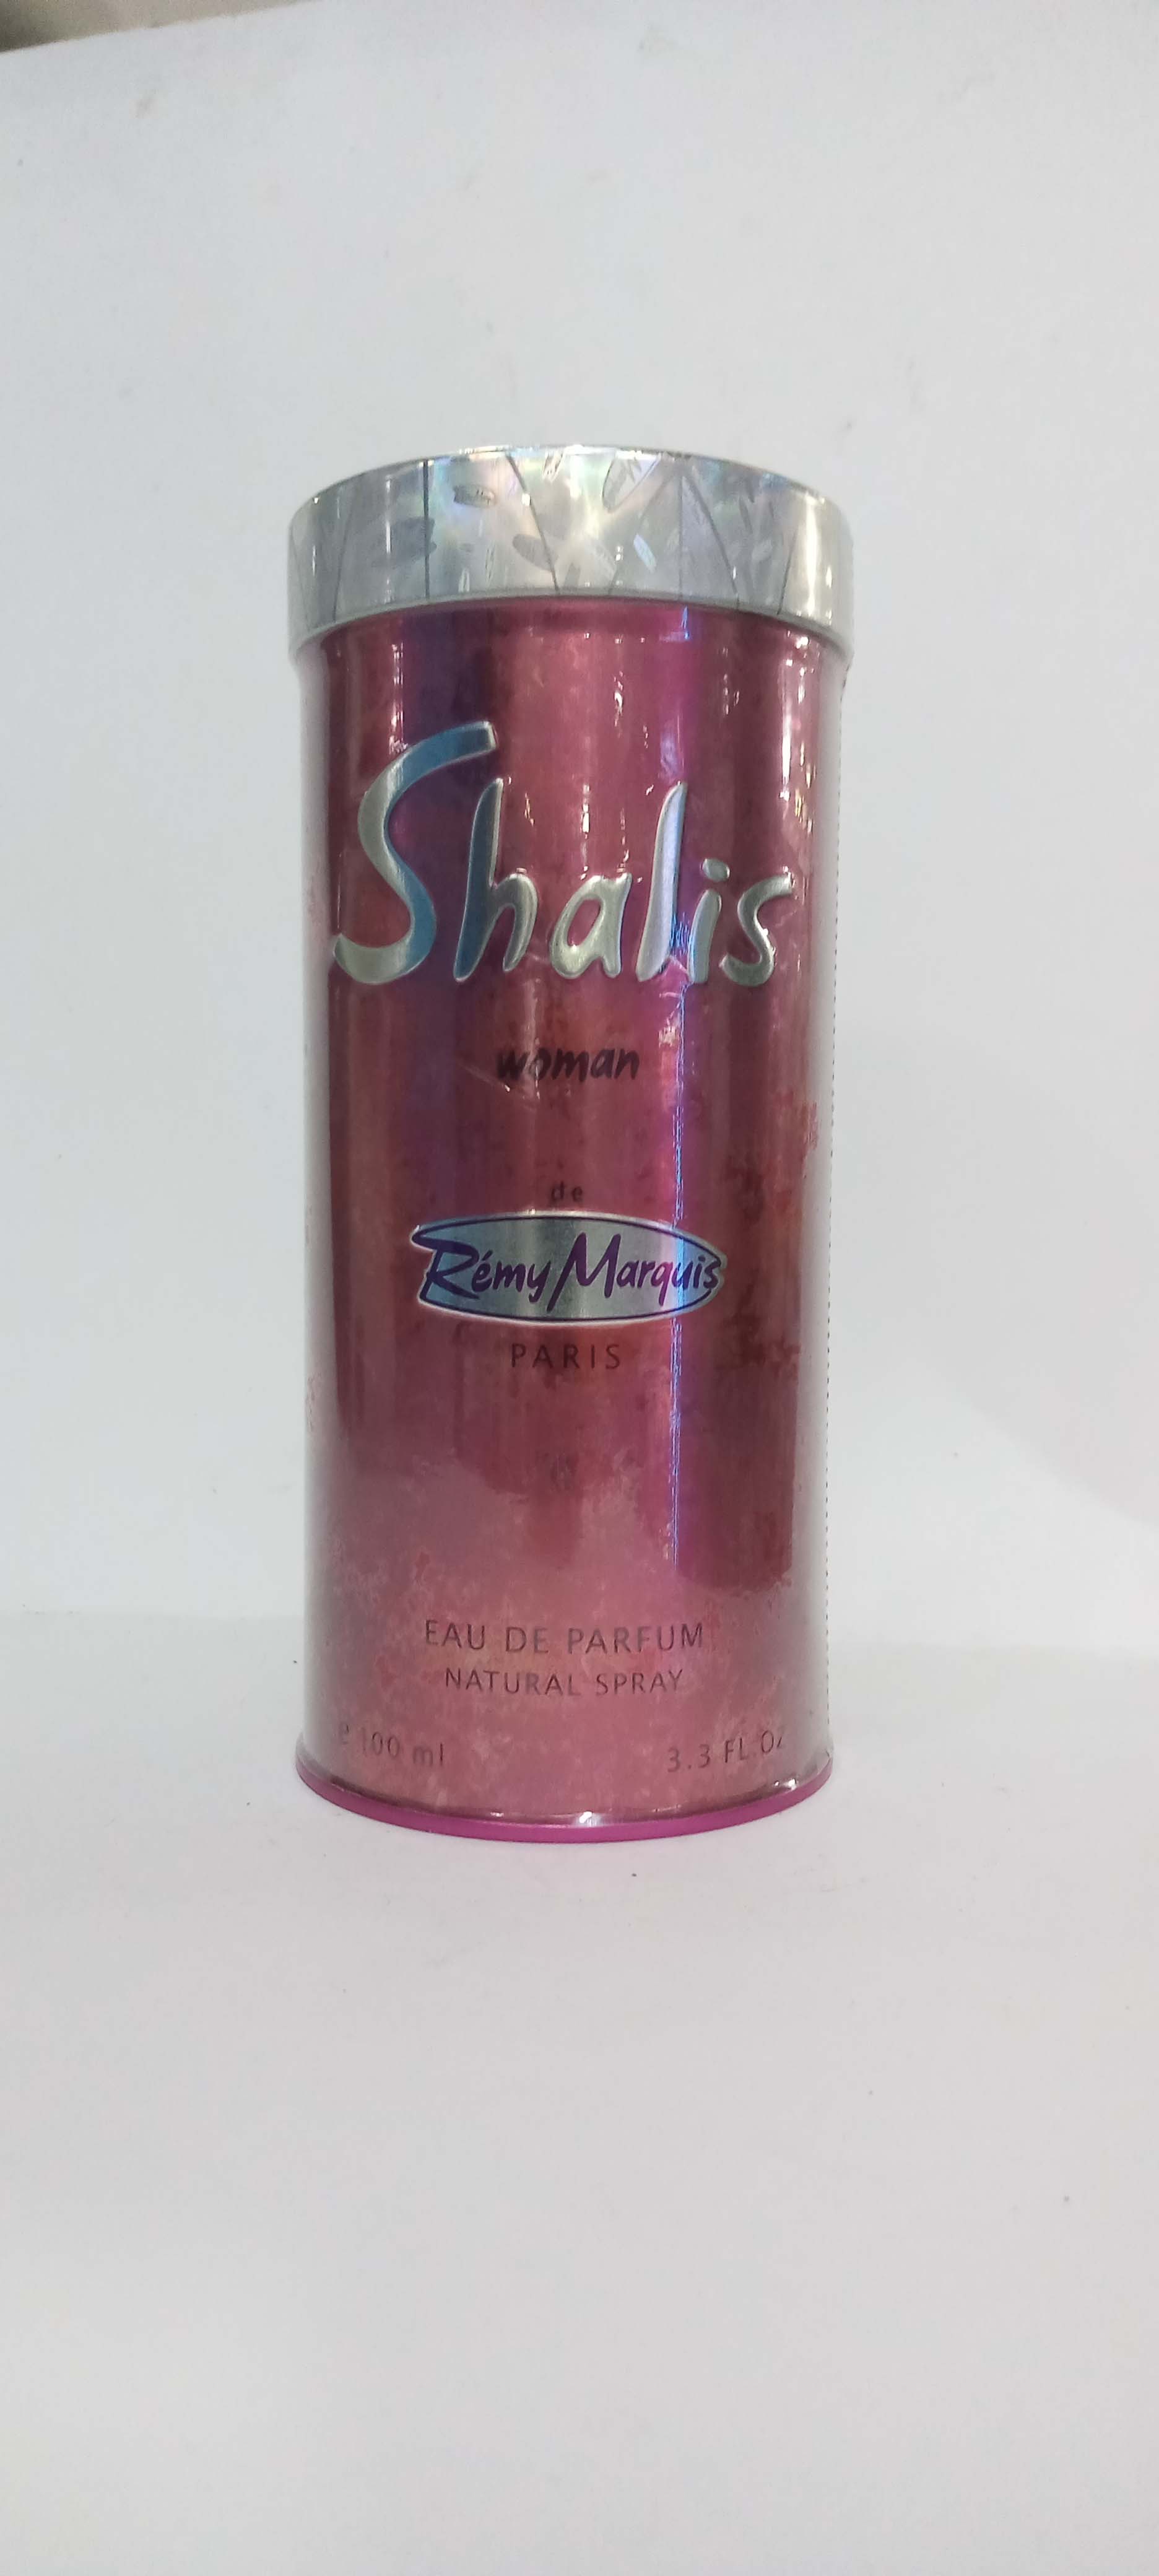 Shalis
woman
de
Rémy Marquis
PARIS
EAU DE PARFUM
NATURAL SPRAY
e 100 ml 3.3 FL.OZ